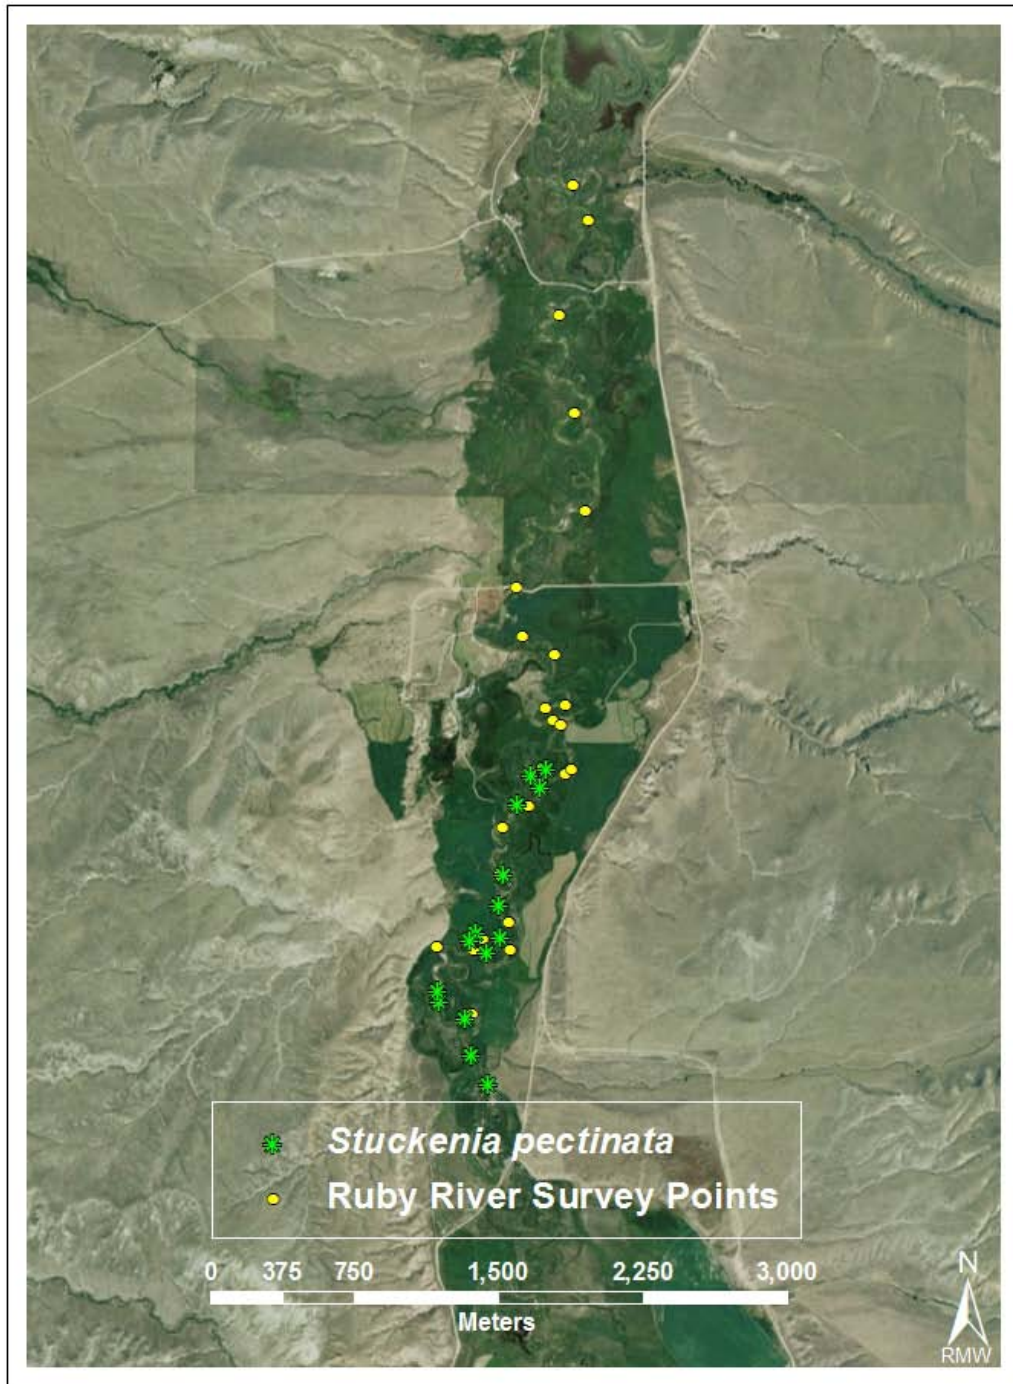 Stuckenia pectinata
Ruby River Survey Points
0 375 750 1,500 2,250 3,000
Meters
N
RMW